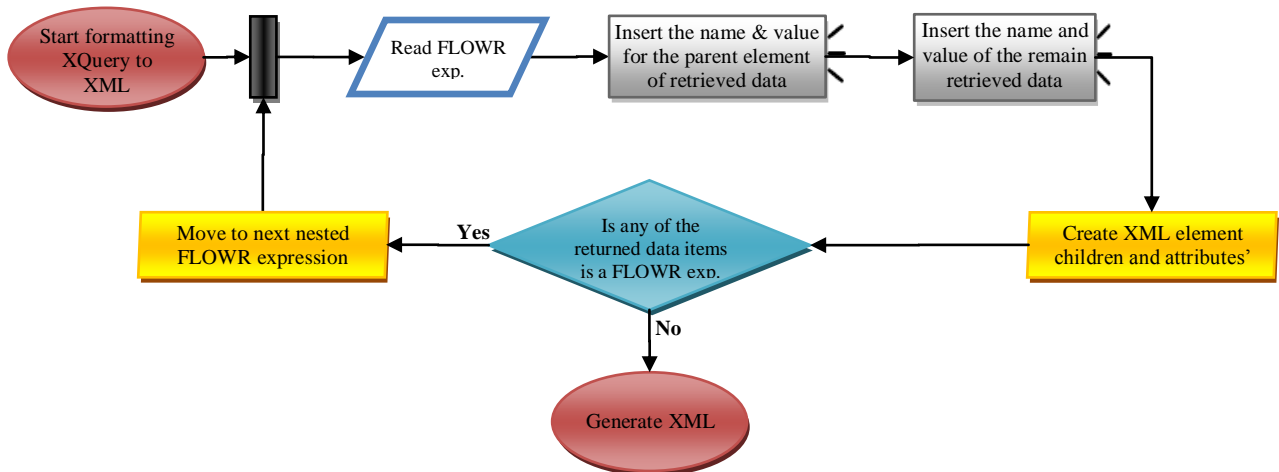 Start formatting
XQuery to
XML
Read FLOWR
exp.
Insert the name & value
for the parent element
of retrieved data
Insert the name and
value of the remain
retrieved data
Create XML element
children and attributes’
Is any of the
returned data items
is a FLOWR exp.
Yes
Move to next nested
FLOWR expression
No
Generate XML